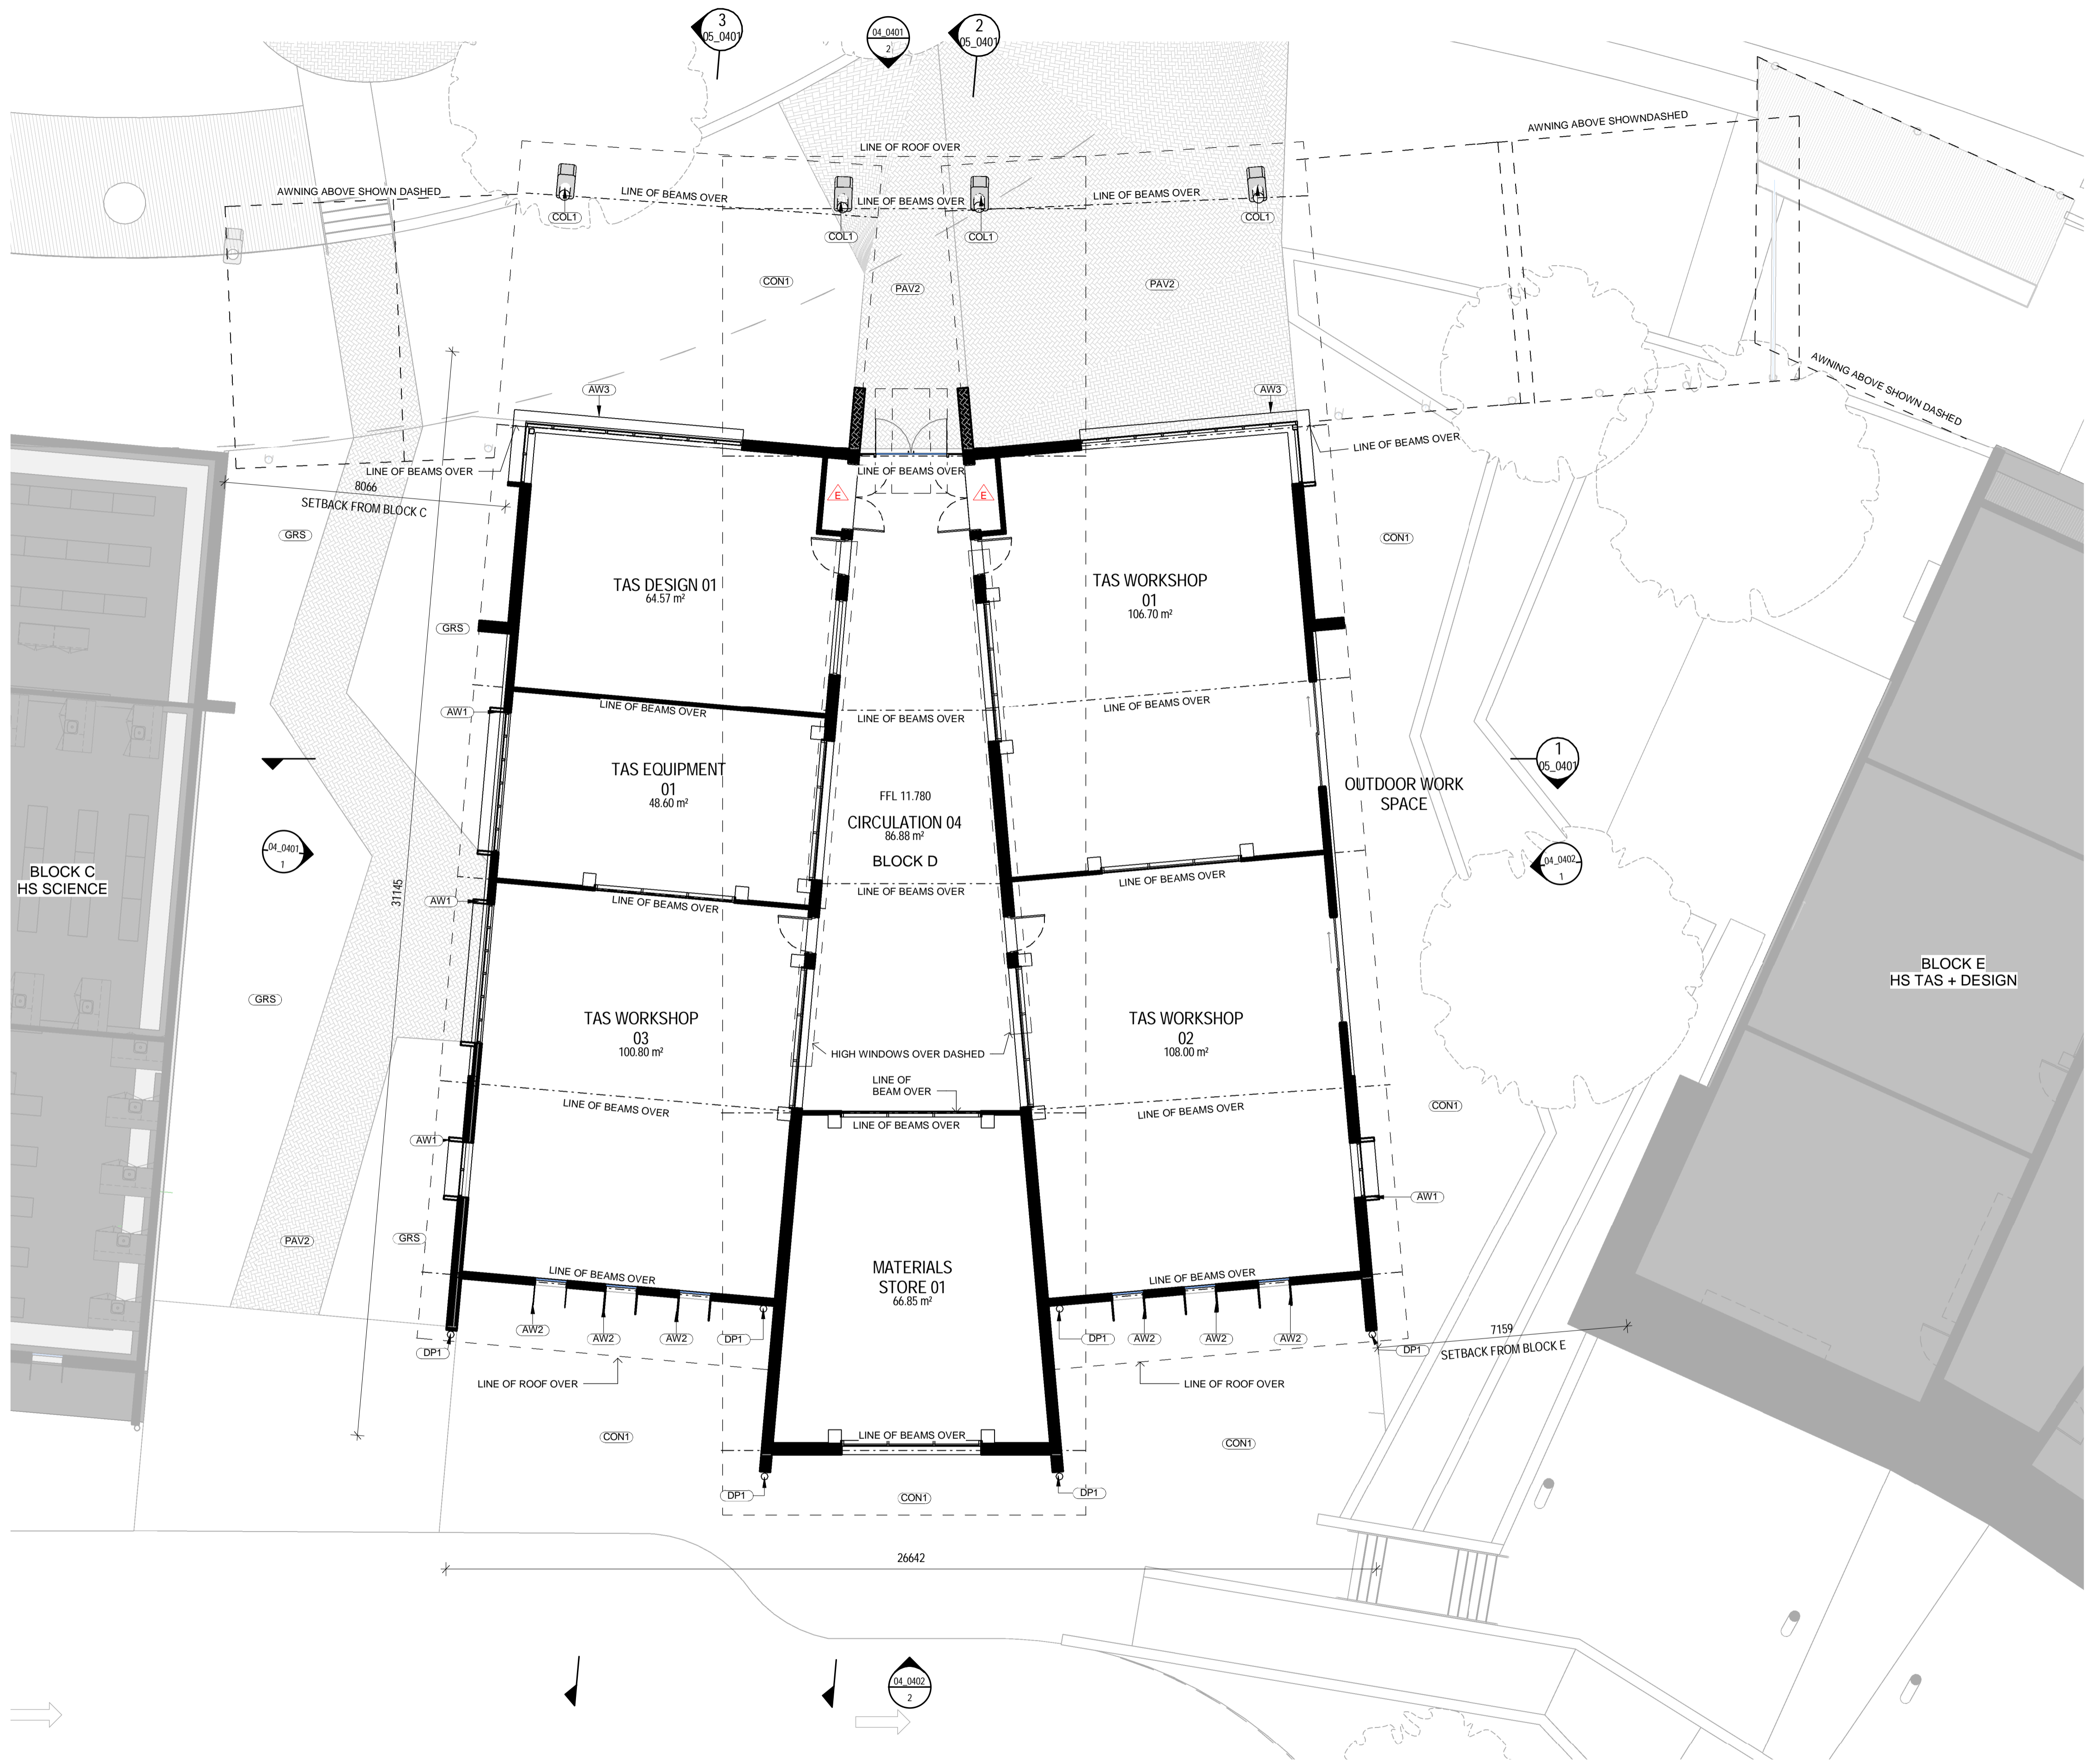 3
05_0401
04_0401
2
2
05_0401
AWNING ABOVE SHOWNDASHED
LINE OF ROOF OVER
AWNING ABOVE SHOWN DASHED
LINE OF BEAMS OVER
LINE OF BEAMS OVER
LINE OF BEAMS OVER
COL1
COL1
COL1
COL1
CON1
PAV2
PAV2
AWNING ABOVE SHOWN DASHED
AW3
AW3
LINE OF BEAMS OVER
LINE OF BEAMS OVER
LINE OF BEAMS OVER
8066
SETBACK FROM BLOCK C
E
E
GRS
CON1
TAS DESIGN 01
64.57 m²
TAS WORKSHOP
01
106.70 m²
GRS
AW1
LINE OF BEAMS OVER
LINE OF BEAMS OVER
LINE OF BEAMS OVER
1
05_0401
TAS EQUIPMENT
01
48.60 m²
OUTDOOR WORK
SPACE
FFL 11.780
CIRCULATION 04
86.88 m²
BLOCK D
04_0401
1
04_0402
1
BLOCK C
HS SCIENCE
31145
AW1
LINE OF BEAMS OVER
LINE OF BEAMS OVER
LINE OF BEAMS OVER
BLOCK E
HS TAS + DESIGN
GRS
TAS WORKSHOP
03
100.80 m²
TAS WORKSHOP
02
108.00 m²
HIGH WINDOWS OVER DASHED
LINE OF
BEAM OVER
LINE OF BEAMS OVER
LINE OF BEAMS OVER
LINE OF BEAMS OVER
CON1
AW1
AW1
PAV2
GRS
MATERIALS
STORE 01
66.85 m²
LINE OF BEAMS OVER
LINE OF BEAMS OVER
AW2
AW2
AW2
DP1
DP1
AW2
AW2
AW2
DP1
DP1
7159
SETBACK FROM BLOCK E
LINE OF ROOF OVER
LINE OF ROOF OVER
CON1
LINE OF BEAMS OVER
CON1
DP1
CON1
DP1
26642
04_0402
2